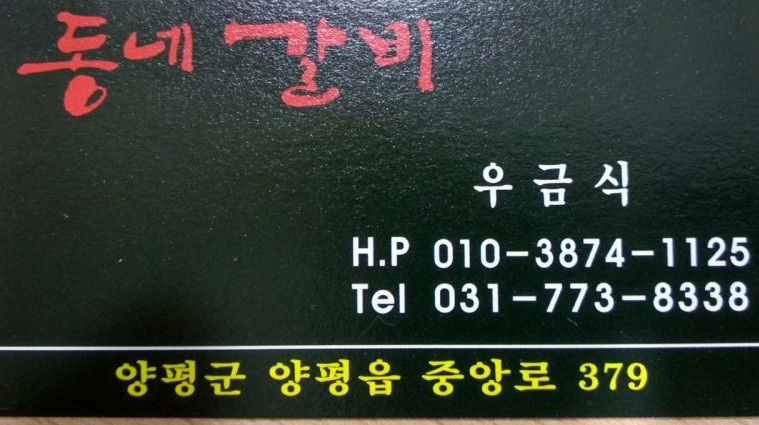 동네 갈비
우금식
H.P 010-3874-1125
Tel 031-773-8338
양평군 양평읍 중앙로 379